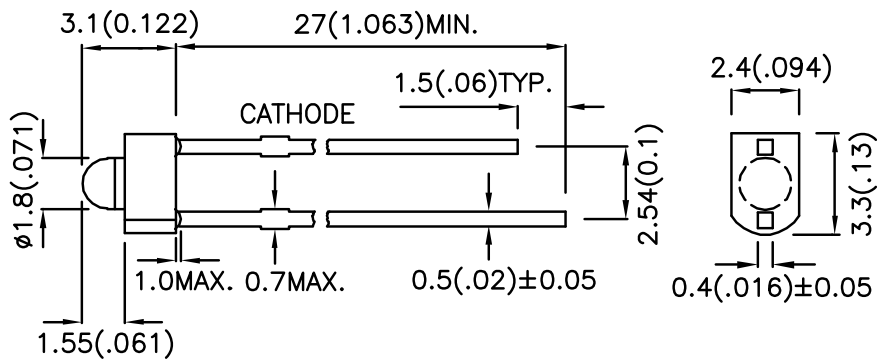 3.1(0.122)
27(1.063)MIN.
1.5(.06)TYP.
2.4(.094)
CATHODE
ø1.8(.071)
2.54(0.1)
3.3(.13)
1.0MAX.
0.7MAX.
0.5(.02)±0.05
0.4(.016)±0.05
1.55(.061)